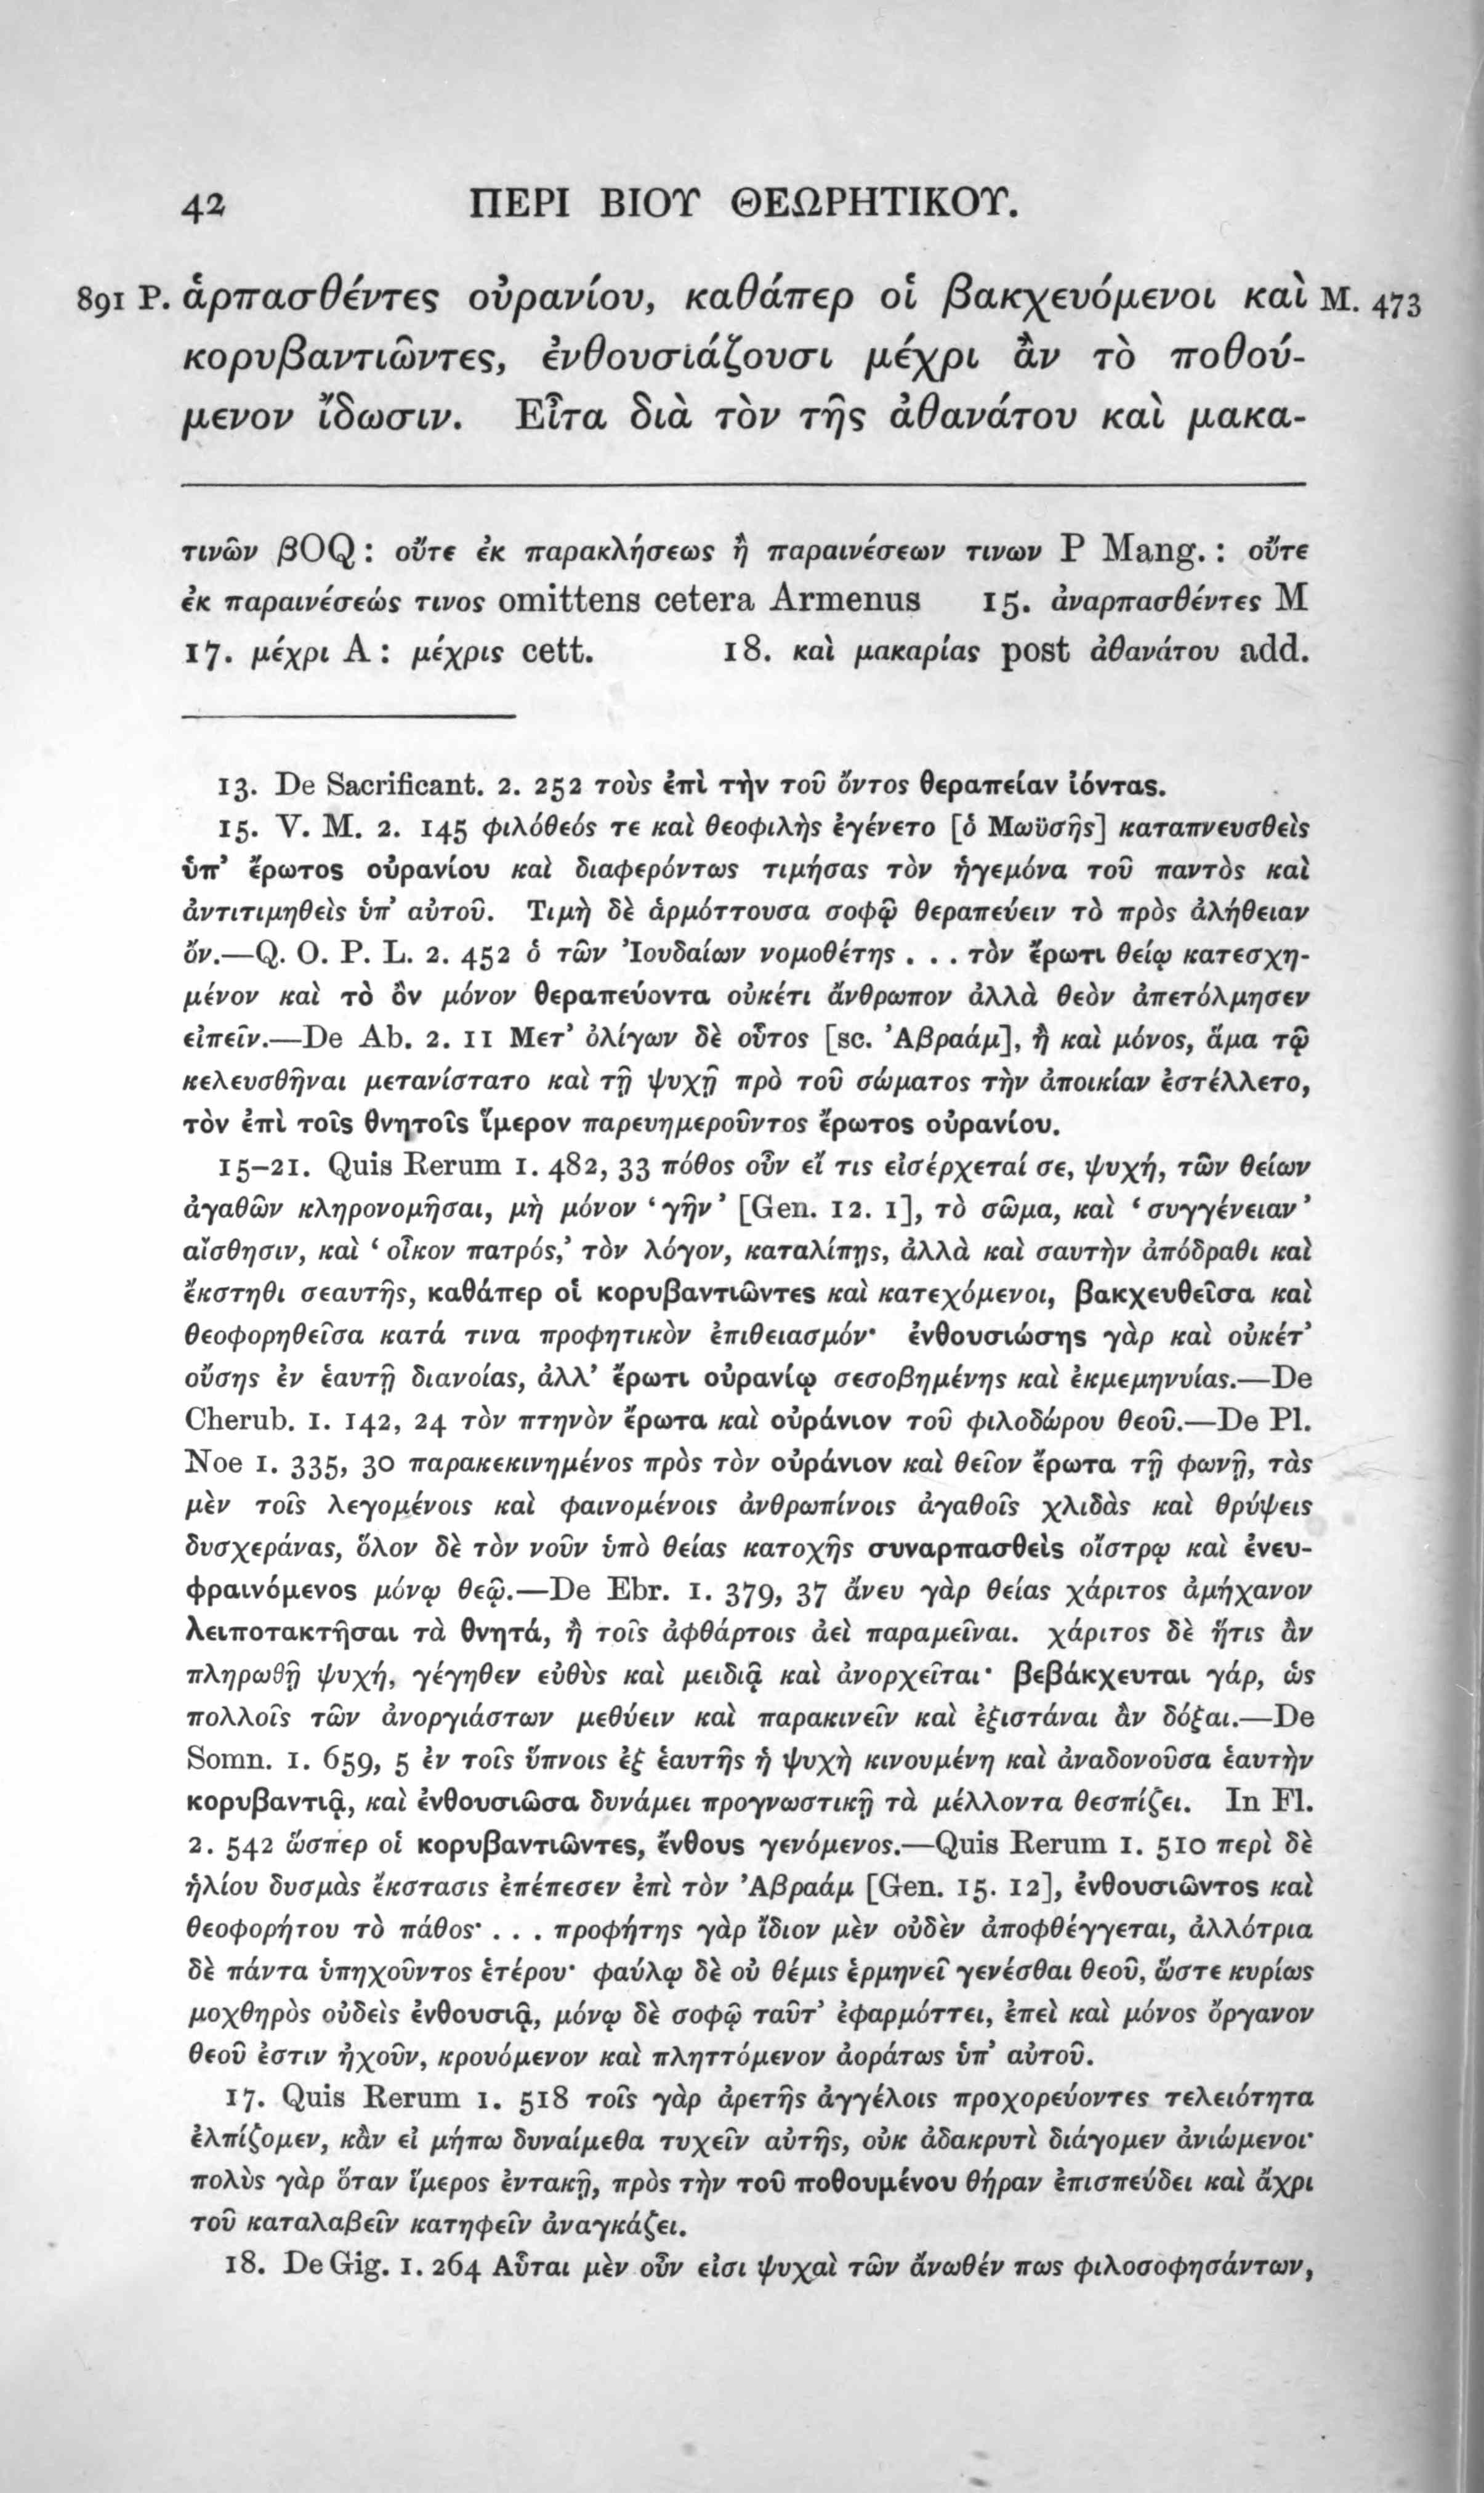 42 ΠΕΡΙ ΒΙΟΥ ΘΕΩΡΗΤΙΚΟΥ.
891 P. ἁρπασθέντες οὐρανίου, καθάπερ οἱ βακχευόμενοι καὶ M. 473
κορυβαντιῶντες, ἐνθουσιάζουσι μέχρι ἂν τὸ ποθού-
μενον ἴδωσιν. Εἶτα διὰ τὸν τῆς ἀθανάτου καὶ μακα-
τινῶν βOQ: οὔτε ἐκ παρακλήσεως ἢ παραινέσεων τινων P Mang.: οὔτε
ἐκ παραινέσεώς τινος omittens cetera Armenus 15. ἀναρπασθέντες M
17. μέχρι A: μέχρις cett. 18. καὶ μακαρίας post ἀθανάτου add.
13. De Sacrificant. 2. 252 τοὺς ἐπὶ τὴν τοῦ ὄντος θεραπείαν ἰόντας.
15. V. M. 2. 145 φιλόθεός τε καὶ θεοφιλὴς ἐγένετο [ὁ Μωϋσῆς] καταπνευσθεὶς
ὑπ’ ἔρωτος οὐρανίου καὶ διαφερόντως τιμήσας τὸν ἡγεμόνα τοῦ παντὸς καὶ
ἀντιτιμηθεὶς ὑπ’ αὐτοῦ. Τιμὴ δὲ ἁρμόττουσα σοφῷ θεραπεύειν τὸ πρὸς ἀλήθειαν
ὄν.—Q. O. P. L. 2. 452 ὁ τῶν Ἰουδαίων νομοθέτης . . . τὸν ἔρωτι θείῳ κατεσχη-
μένον καὶ τὸ ὂν μόνον θεραπεύοντα οὐκέτι ἄνθρωπον ἀλλὰ θεὸν ἀπετόλμησεν
εἰπεῖν.—De Ab. 2. 11 Μετ’ ὀλίγων δὲ οὗτος [sc. Ἀβραάμ], ἢ καὶ μόνος, ἅμα τῷ
κελευσθῆναι μετανίστατο καὶ τῇ ψυχῇ πρὸ τοῦ σώματος τὴν ἀποικίαν ἐστέλλετο,
τὸν ἐπὶ τοῖς θνητοῖς ἵμερον παρευημεροῦντος ἔρωτος οὐρανίου.
15–21. Quis Rerum 1. 482, 33 πόθος οὖν εἴ τις εἰσέρχεταί σε, ψυχή, τῶν θείων
ἀγαθῶν κληρονομῆσαι, μὴ μόνον ‘γῆν’ [Gen. 12. 1], τὸ σῶμα, καὶ ‘συγγένειαν’
αἴσθησιν, καὶ ‘οἶκον πατρός,’ τὸν λόγον, καταλίπῃς, ἀλλὰ καὶ σαυτὴν ἀπόδραθι καὶ
ἔκστηθι σεαυτῆς, καθάπερ οἱ κορυβαντιῶντες καὶ κατεχόμενοι, βακχευθεῖσα καὶ
θεοφορηθεῖσα κατά τινα προφητικὸν ἐπιθειασμόν· ἐνθουσιώσης γὰρ καὶ οὐκέτ’
οὔσης ἐν ἑαυτῇ διανοίας, ἀλλ’ ἔρωτι οὐρανίῳ σεσοβημένης καὶ ἐκμεμηνυίας.—De
Cherub. 1. 142, 24 τὸν πτηνὸν ἔρωτα καὶ οὐράνιον τοῦ φιλοδώρου θεοῦ.—De Pl.
Noe 1. 335, 30 παρακεκινημένος πρὸς τὸν οὐράνιον καὶ θεῖον ἔρωτα τῇ φωνῇ, τὰς
μὲν τοῖς λεγομένοις καὶ φαινομένοις ἀνθρωπίνοις ἀγαθοῖς χλιδὰς καὶ θρύψεις
δυσχεράνας, ὅλον δὲ τὸν νοῦν ὑπὸ θείας κατοχῆς συναρπασθεὶς οἴστρῳ καὶ ἐνευ-
φραινόμενος μόνῳ θεῷ.—De Ebr. 1. 379, 37 ἄνευ γὰρ θείας χάριτος ἀμήχανον
λειποτακτῆσαι τὰ θνητά, ἢ τοῖς ἀφθάρτοις ἀεὶ παραμεῖναι. χάριτος δὲ ἥτις ἂν
πληρωθῇ ψυχή, γέγηθεν εὐθὺς καὶ μειδιᾷ καὶ ἀνορχεῖται· βεβάκχευται γάρ, ὡς
πολλοῖς τῶν ἀνοργιάστων μεθύειν καὶ παρακινεῖν καὶ ἐξιστάναι ἂν δόξαι.—De
Somn. 1. 659, 5 ἐν τοῖς ὕπνοις ἐξ ἑαυτῆς ἡ ψυχὴ κινουμένη καὶ ἀναδονοῦσα ἑαυτὴν
κορυβαντιᾷ, καὶ ἐνθουσιῶσα δυνάμει προγνωστικῇ τὰ μέλλοντα θεσπίζει. In Fl.
2. 542 ὥσπερ οἱ κορυβαντιῶντες, ἔνθους γενόμενος.—Quis Rerum 1. 510 περὶ δὲ
ἡλίου δυσμὰς ἔκστασις ἐπέπεσεν ἐπὶ τὸν Ἀβραάμ [Gen. 15. 12], ἐνθουσιῶντος καὶ
θεοφορήτου τὸ πάθος· . . . προφήτης γὰρ ἴδιον μὲν οὐδὲν ἀποφθέγγεται, ἀλλότρια
δὲ πάντα ὑπηχοῦντος ἑτέρου· φαύλῳ δὲ οὐ θέμις ἑρμηνεῖ γενέσθαι θεοῦ, ὥστε κυρίως
μοχθηρὸς οὐδεὶς ἐνθουσιᾷ, μόνῳ δὲ σοφῷ ταῦτ’ ἐφαρμόττει, ἐπεὶ καὶ μόνος ὄργανον
θεοῦ ἐστιν ἠχοῦν, κρουόμενον καὶ πληττόμενον ἀοράτως ὑπ’ αὐτοῦ.
17. Quis Rerum 1. 518 τοῖς γὰρ ἀρετῆς ἀγγέλοις προχορεύοντες τελειότητα
ἐλπίζομεν, κἂν εἰ μήπω δυναίμεθα τυχεῖν αὐτῆς, οὐκ ἀδακρυτὶ διάγομεν ἀνιώμενοι·
πολὺς γὰρ ὅταν ἵμερος ἐντακῇ, πρὸς τὴν τοῦ ποθουμένου θήραν ἐπισπεύδει καὶ ἄχρι
τοῦ καταλαβεῖν κατηφεῖν ἀναγκάζει.
18. De Gig. 1. 264 Αὗται μὲν οὖν εἰσι ψυχαὶ τῶν ἄνωθέν πως φιλοσοφησάντων,